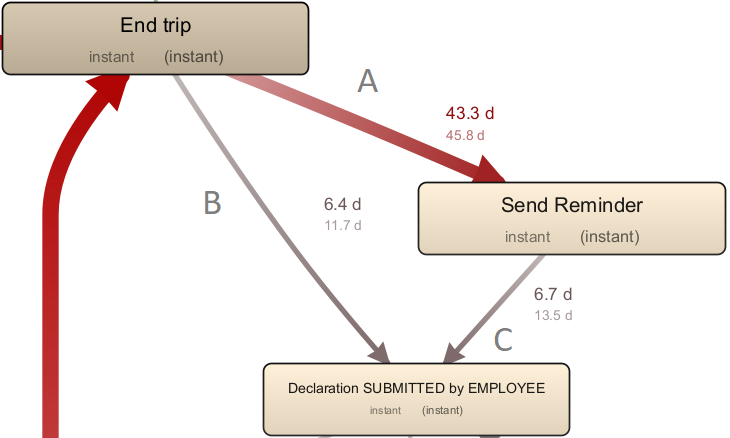 End trip
instant (instant)
A
43.3 d
45.8 d
B
6.4 d
11.7 d
Send Reminder
instant (instant)
6.7 d
13.5 d
C
Declaration SUBMITTED by EMPLOYEE
instant (instant)